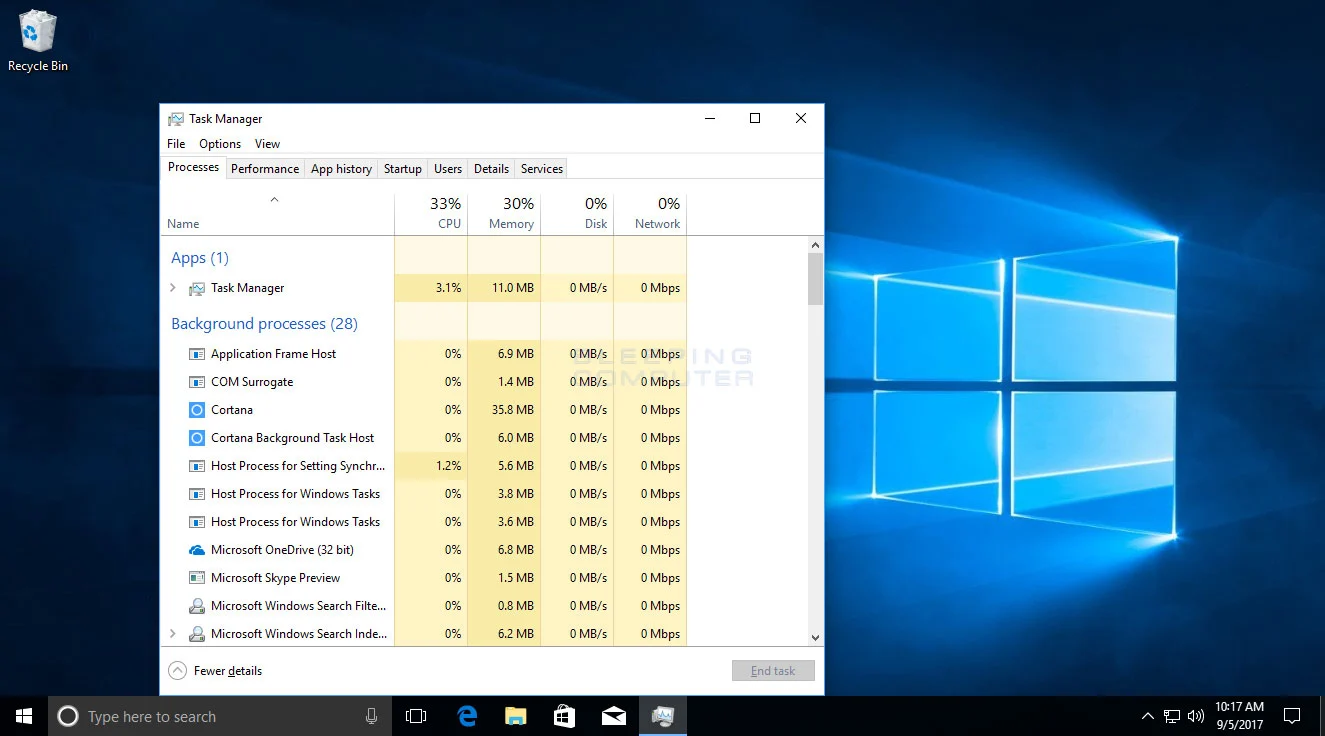 Recycle Bin
Task Manager
File Options View
Processes Performance App history Startup Users Details Services
33% 30% 0% 0%
Name CPU Memory Disk Network
Apps (1)
Task Manager 3.1% 11.0 MB 0 MB/s 0 Mbps
Background processes (28)
Application Frame Host 0% 6.9 MB 0 MB/s 0 Mbps
BLEEPING
COMPUTER
COM Surrogate 0% 1.4 MB 0 MB/s 0 Mbps
Cortana 0% 35.8 MB 0 MB/s 0 Mbps
Cortana Background Task Host 0% 6.0 MB 0 MB/s 0 Mbps
Host Process for Setting Synchr... 1.2% 5.6 MB 0 MB/s 0 Mbps
Host Process for Windows Tasks 0% 3.8 MB 0 MB/s 0 Mbps
Host Process for Windows Tasks 0% 3.6 MB 0 MB/s 0 Mbps
Microsoft OneDrive (32 bit) 0% 6.8 MB 0 MB/s 0 Mbps
Microsoft Skype Preview 0% 1.5 MB 0 MB/s 0 Mbps
Microsoft Windows Search Filte... 0% 0.8 MB 0 MB/s 0 Mbps
Microsoft Windows Search Inde... 0% 6.2 MB 0 MB/s 0 Mbps
Fewer details End task
Type here to search
10:17 AM
9/5/2017